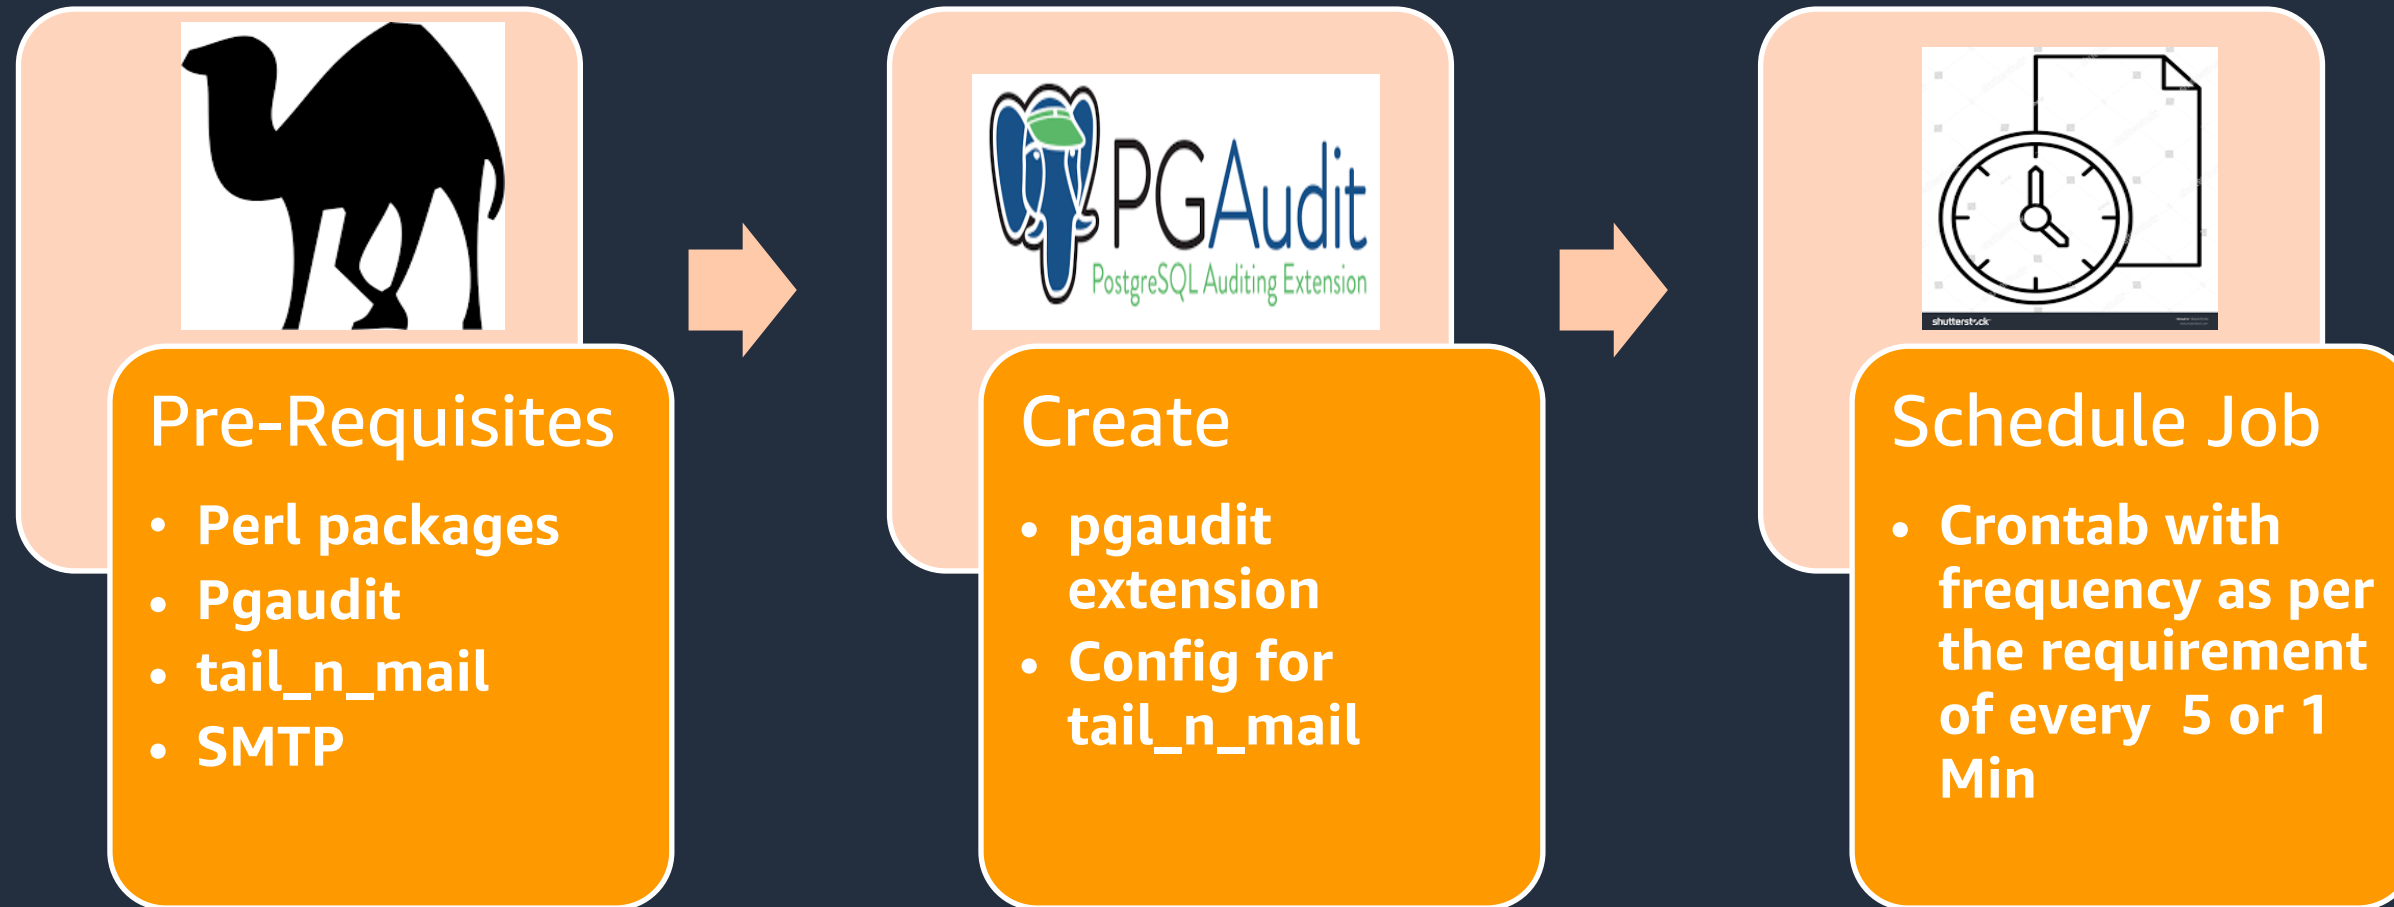 PGAudit
PostgreSQL Auditing Extension
shutterstock
Pre-Requisites
• Perl packages
• Pgaudit
• tail_n_mail
• SMTP
Create
• pgaudit
extension
• Config for
tail_n_mail
Schedule Job
• Crontab with
frequency as per
the requirement
of every 5 or 1
Min